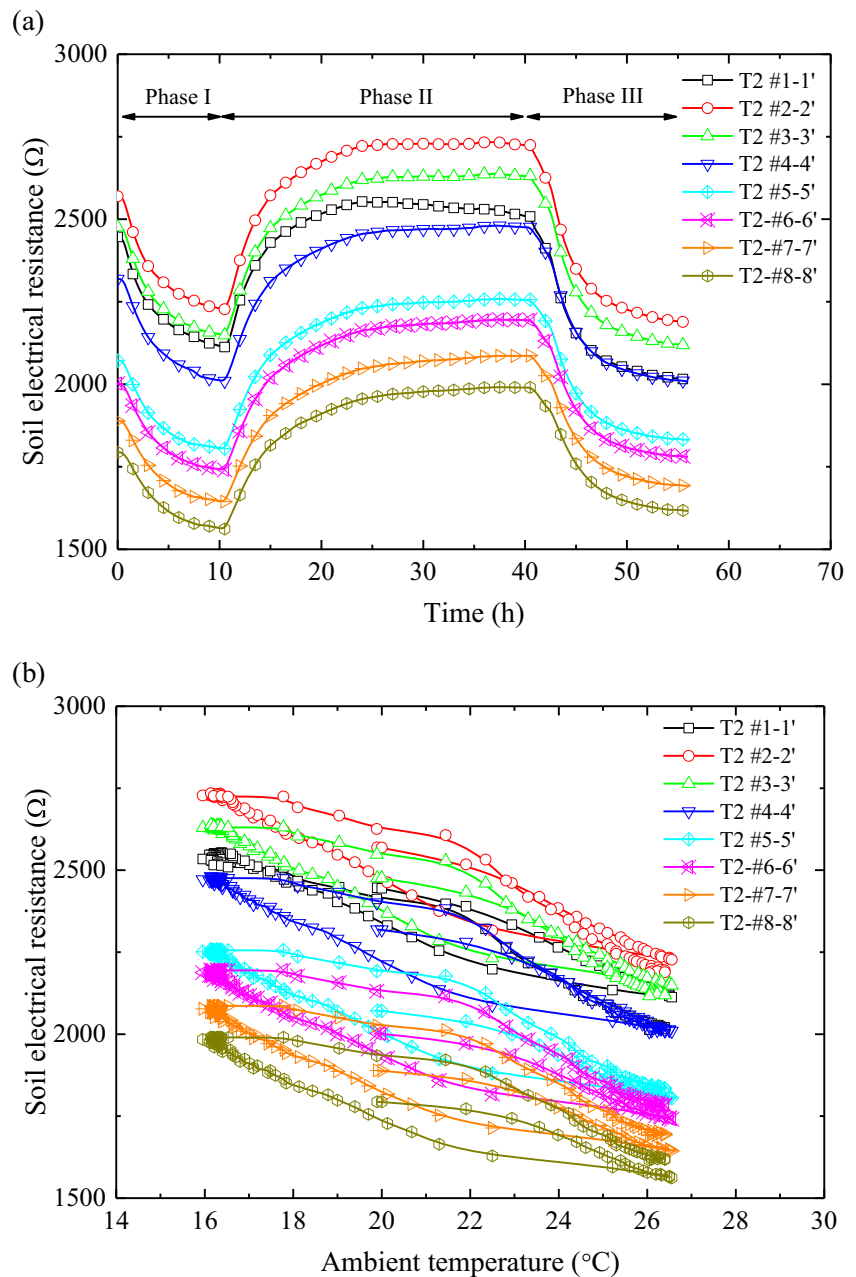 (a)
3000
2500
2000
1500
Soil electrical resistance (Ω)
Phase I
Phase II
Phase III
T2 #1-1'
T2 #2-2'
T2 #3-3'
T2 #4-4'
T2 #5-5'
T2-#6-6'
T2-#7-7'
T2-#8-8'
0 10 20 30 40 50 60 70
Time (h)
(b)
3000
2500
2000
1500
Soil electrical resistance (Ω)
T2 #1-1'
T2 #2-2'
T2 #3-3'
T2 #4-4'
T2 #5-5'
T2-#6-6'
T2-#7-7'
T2-#8-8'
14 16 18 20 22 24 26 28 30
Ambient temperature (°C)